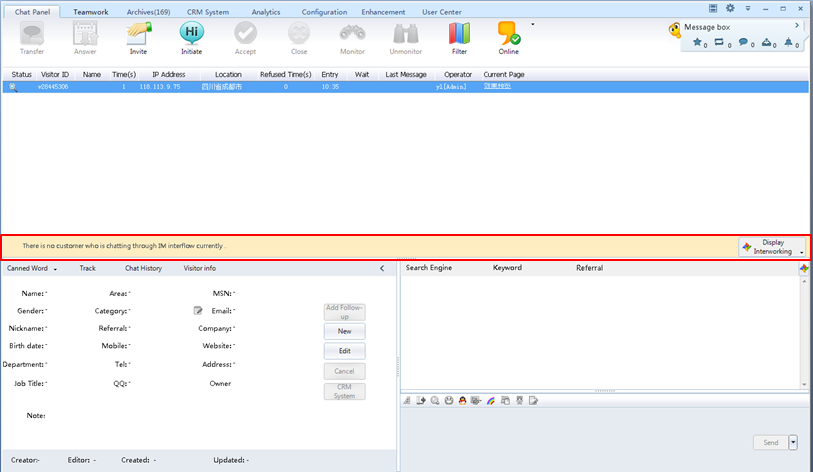 Chat Panel Teamwork Archives(169) CRM System Analytics Configuration Enhancement User Center
Transfer Answer Invite Initiate Accept Close Monitor Unmonitor Filter Online
Hi
Message box
0 0 0 0 0
Status Visitor ID Name Time(s) IP Address Location Refused Time(s) Entry Wait Last Message Operator Current Page
v28445306 1 118.113.9.75 四川省成都市 0 10:35 yl[Admin]
There is no customer who is chatting through IM interflow currently .
Display
Interworking
Canned Word Track Chat History Visitor info
Search Engine Keyword Referral
Name: - Area: - MSN: -
Gender: - Category: - Email: -
Add Follow-
up
Nickname: - Referral: - Company: -
New
Birth date: - Mobile: - Website: -
Edit
Department: - Tel: - Address: -
Cancel
Job Title: - QQ: - Owner
CRM
System
Note:
Send
Creator:- Editor: - Created: - Updated: -